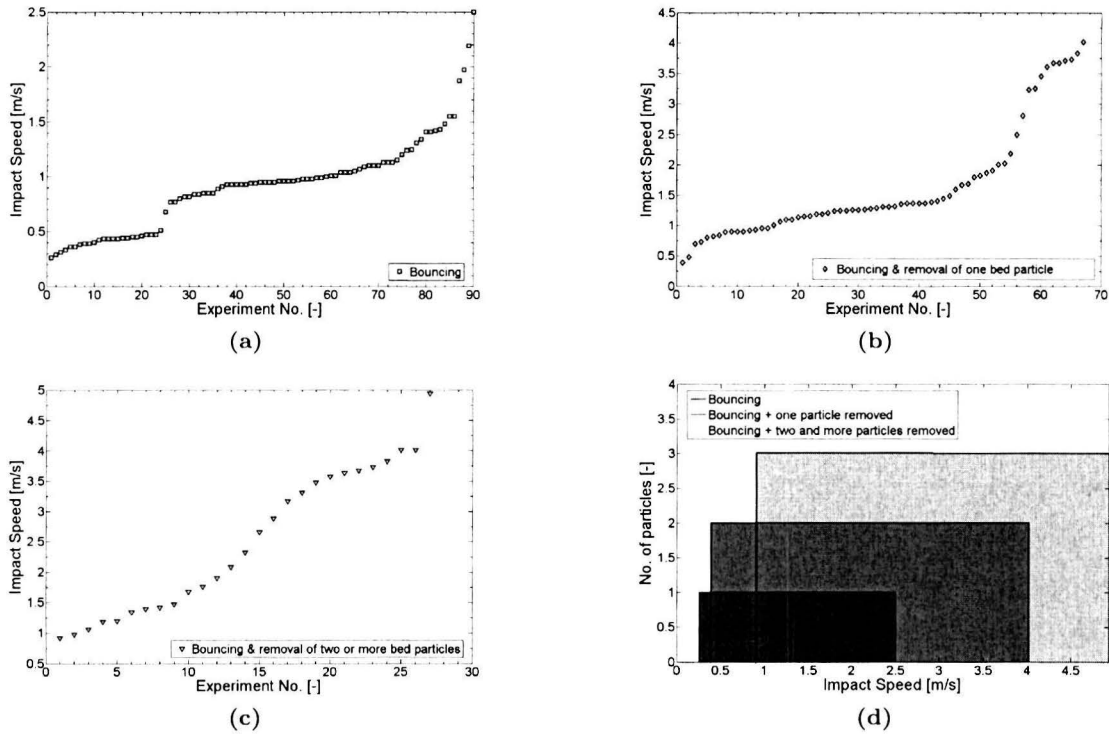 2.5
2
1.5
1
0.5
0
0 10 20 30 40 50 60 70 80 90
Impact Speed [m/s]
Experiment No. [-]
Bouncing
(a)
4.5
4
3.5
3
2.5
2
1.5
1
0.5
0
0 10 20 30 40 50 60 70
Impact Speed [m/s]
Experiment No. [-]
Bouncing & removal of one bed particle
(b)
5
4.5
4
3.5
3
2.5
2
1.5
1
0.5
0 5 10 15 20 25 30
Impact Speed [m/s]
Experiment No. [-]
Bouncing & removal of two or more bed particles
(c)
4
3.5
3
2.5
2
1.5
1
0.5
0
0 0.5 1 1.5 2 2.5 3 3.5 4 4.5
No. of particles [-]
Impact Speed [m/s]
Bouncing
Bouncing + one particle removed
Bouncing + two and more particles removed
(d)